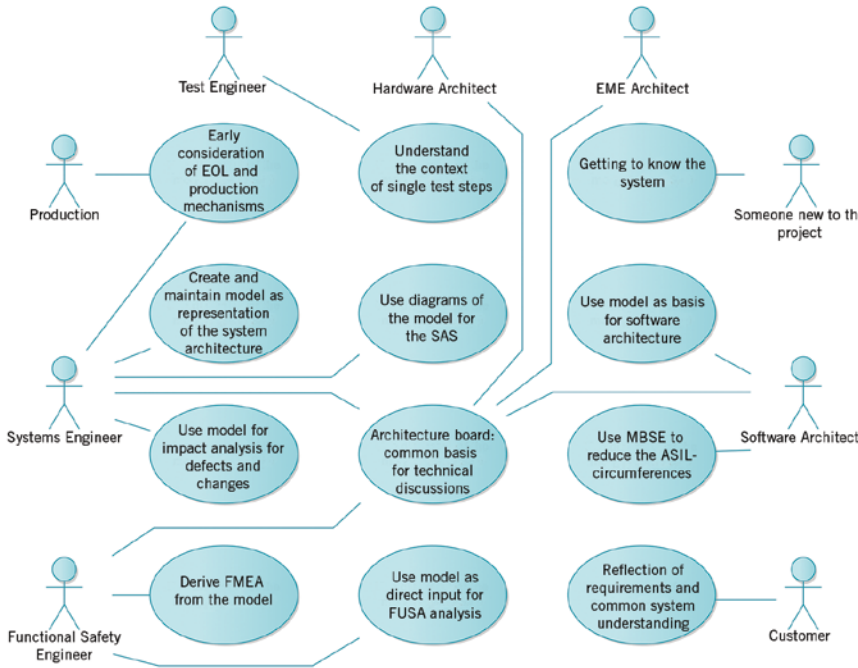 Test Engineer
Hardware Architect
EME Architect
Early
consideration
of EOL and
production
mechanisms
Understand
the context
of single test steps
Getting to know the
system
Production
Someone new to th
project
Create and
maintain model as
representation
of the system
architecture
Use diagrams of
the model for
the SAS
Use model as basis
for software
architecture
Systems Engineer
Use model for
impact analysis for
defects and
changes
Architecture board:
common basis
for technical
discussions
Use MBSE to
reduce the ASIL-
circumferences
Software Architect
Functional Safety
Engineer
Derive FMEA
from the model
Use model as
direct input for
FUSA analysis
Reflection of
requirements and
common system
understanding
Customer